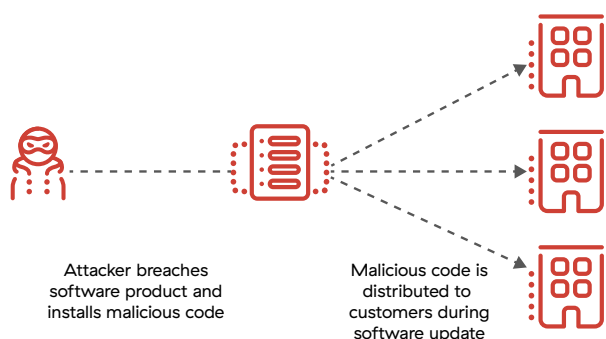 Attacker breaches
software product and
installs malicious code
Malicious code is
distributed to
customers during
software update